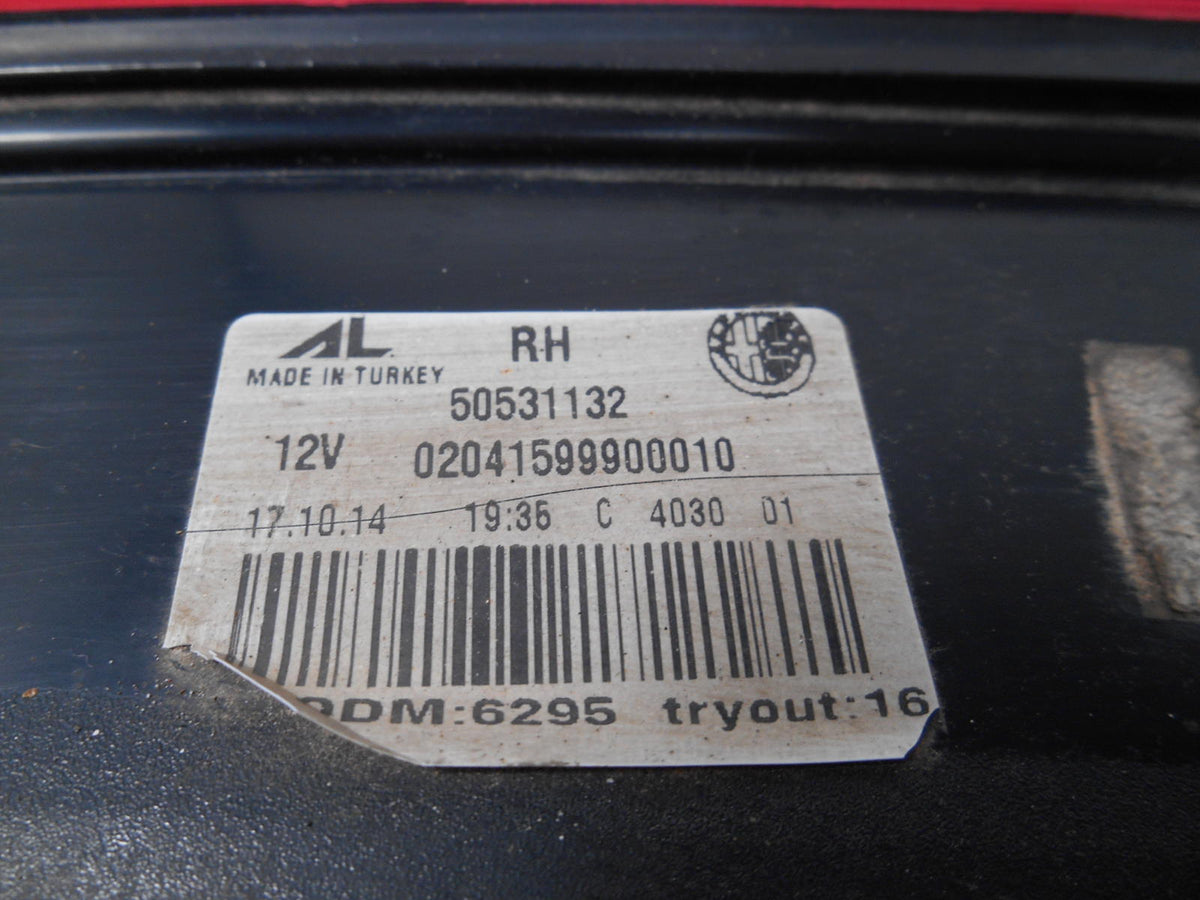 AL RH
MADE IN TURKEY
50531132
12V 02041599900010
17.10.14 19:36 C 4030 01
DM:6295 tryout:16